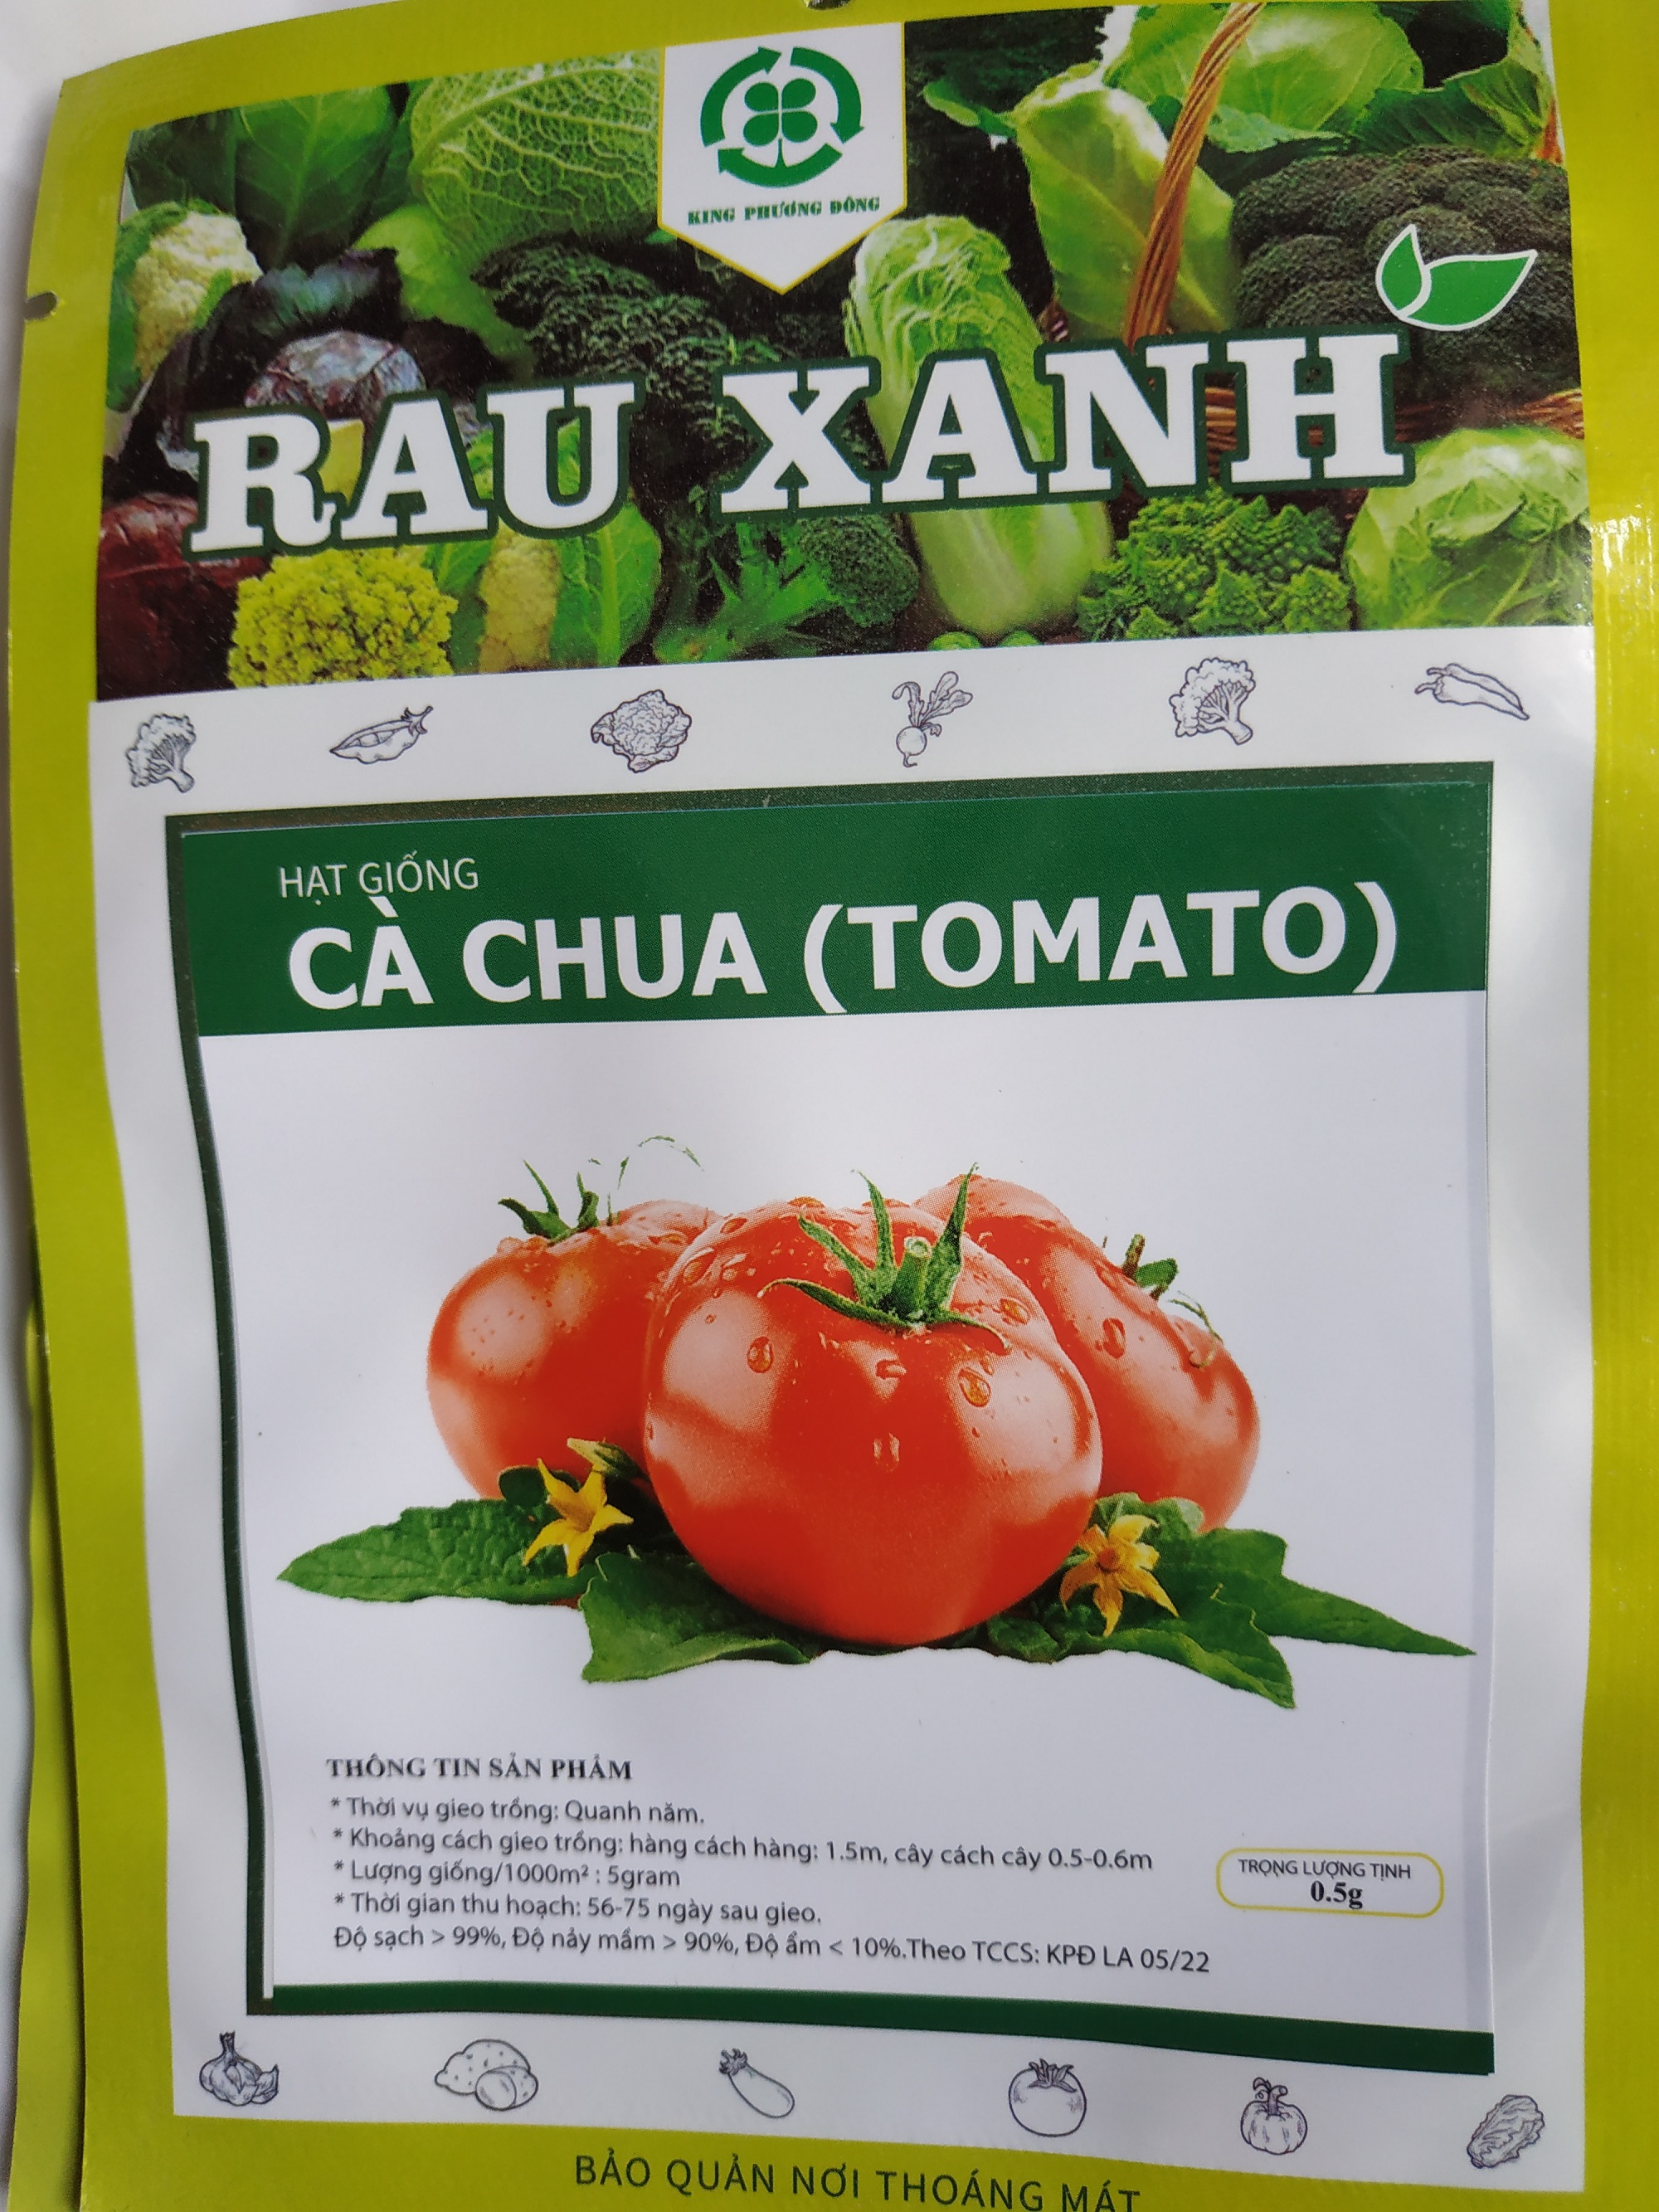 KING PHƯƠNG ĐÔNG
RAU XANH
HẠT GIỐNG
CÀ CHUA (TOMATO)
THÔNG TIN SẢN PHẨM
* Thời vụ gieo trồng: Quanh năm.
* Khoảng cách gieo trồng: hàng cách hàng: 1.5m, cây cách cây 0.5-0.6m
* Lượng giống/1000m² : 5gram
* Thời gian thu hoạch: 56-75 ngày sau gieo.
Độ sạch > 99%, Độ nảy mầm > 90%, Độ ẩm < 10%.Theo TCCS: KPĐ LA 05/22
TRỌNG LƯỢNG TỊNH
0.5g
BẢO QUẢN NƠI THOÁNG MÁT